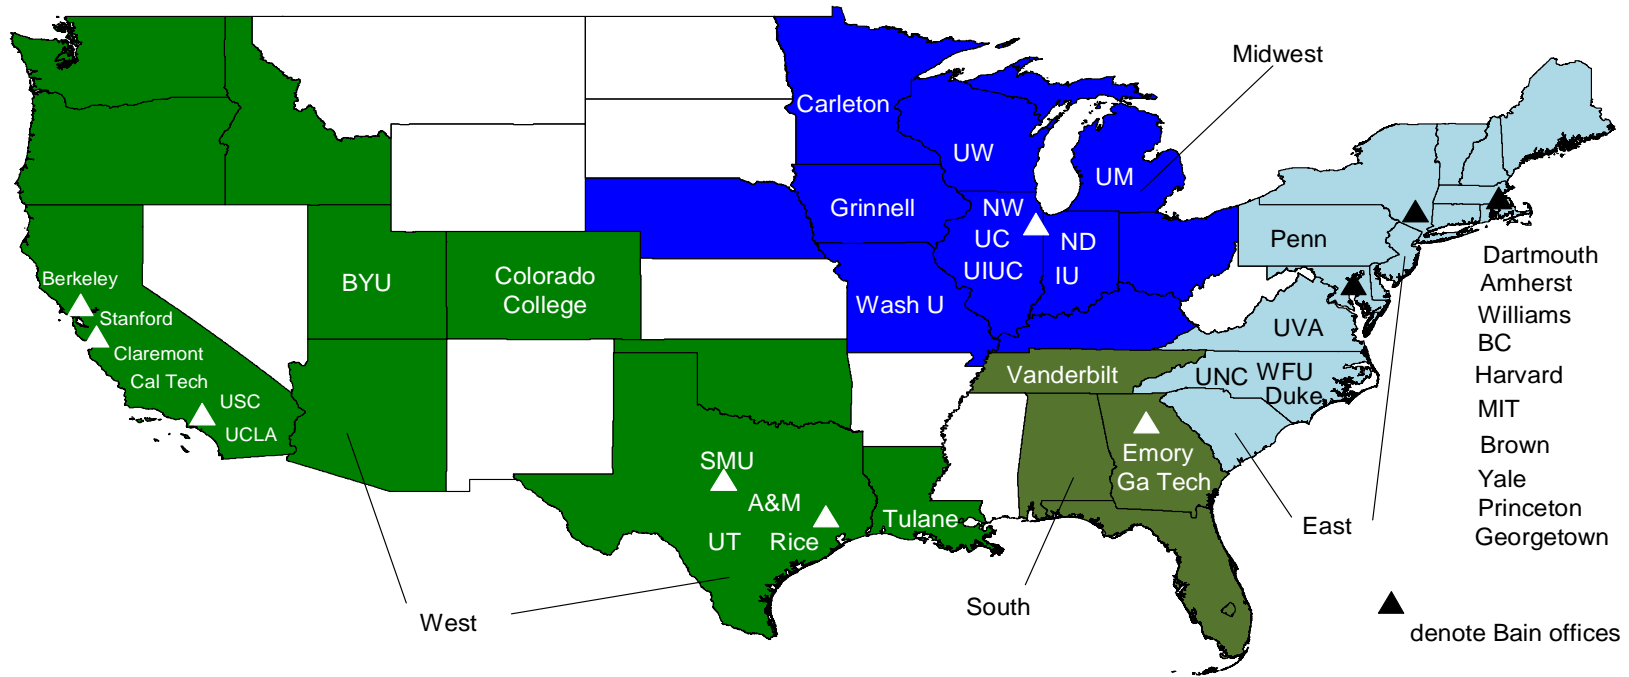 Midwest
Carleton
UW
UM
Grinnell
NW
UC
ND
UIUC
IU
Penn
Dartmouth
Amherst
Berkeley
BYU
Colorado
College
Wash U
UVA
Williams
Stanford
BC
Claremont
Cal Tech
Vanderbilt
UNC
WFU
Duke
Harvard
USC
MIT
UCLA
SMU
Emory
Ga Tech
Brown
Yale
A&M
UT
Rice
Tulane
East
Princeton
Georgetown
West
South
denote Bain offices